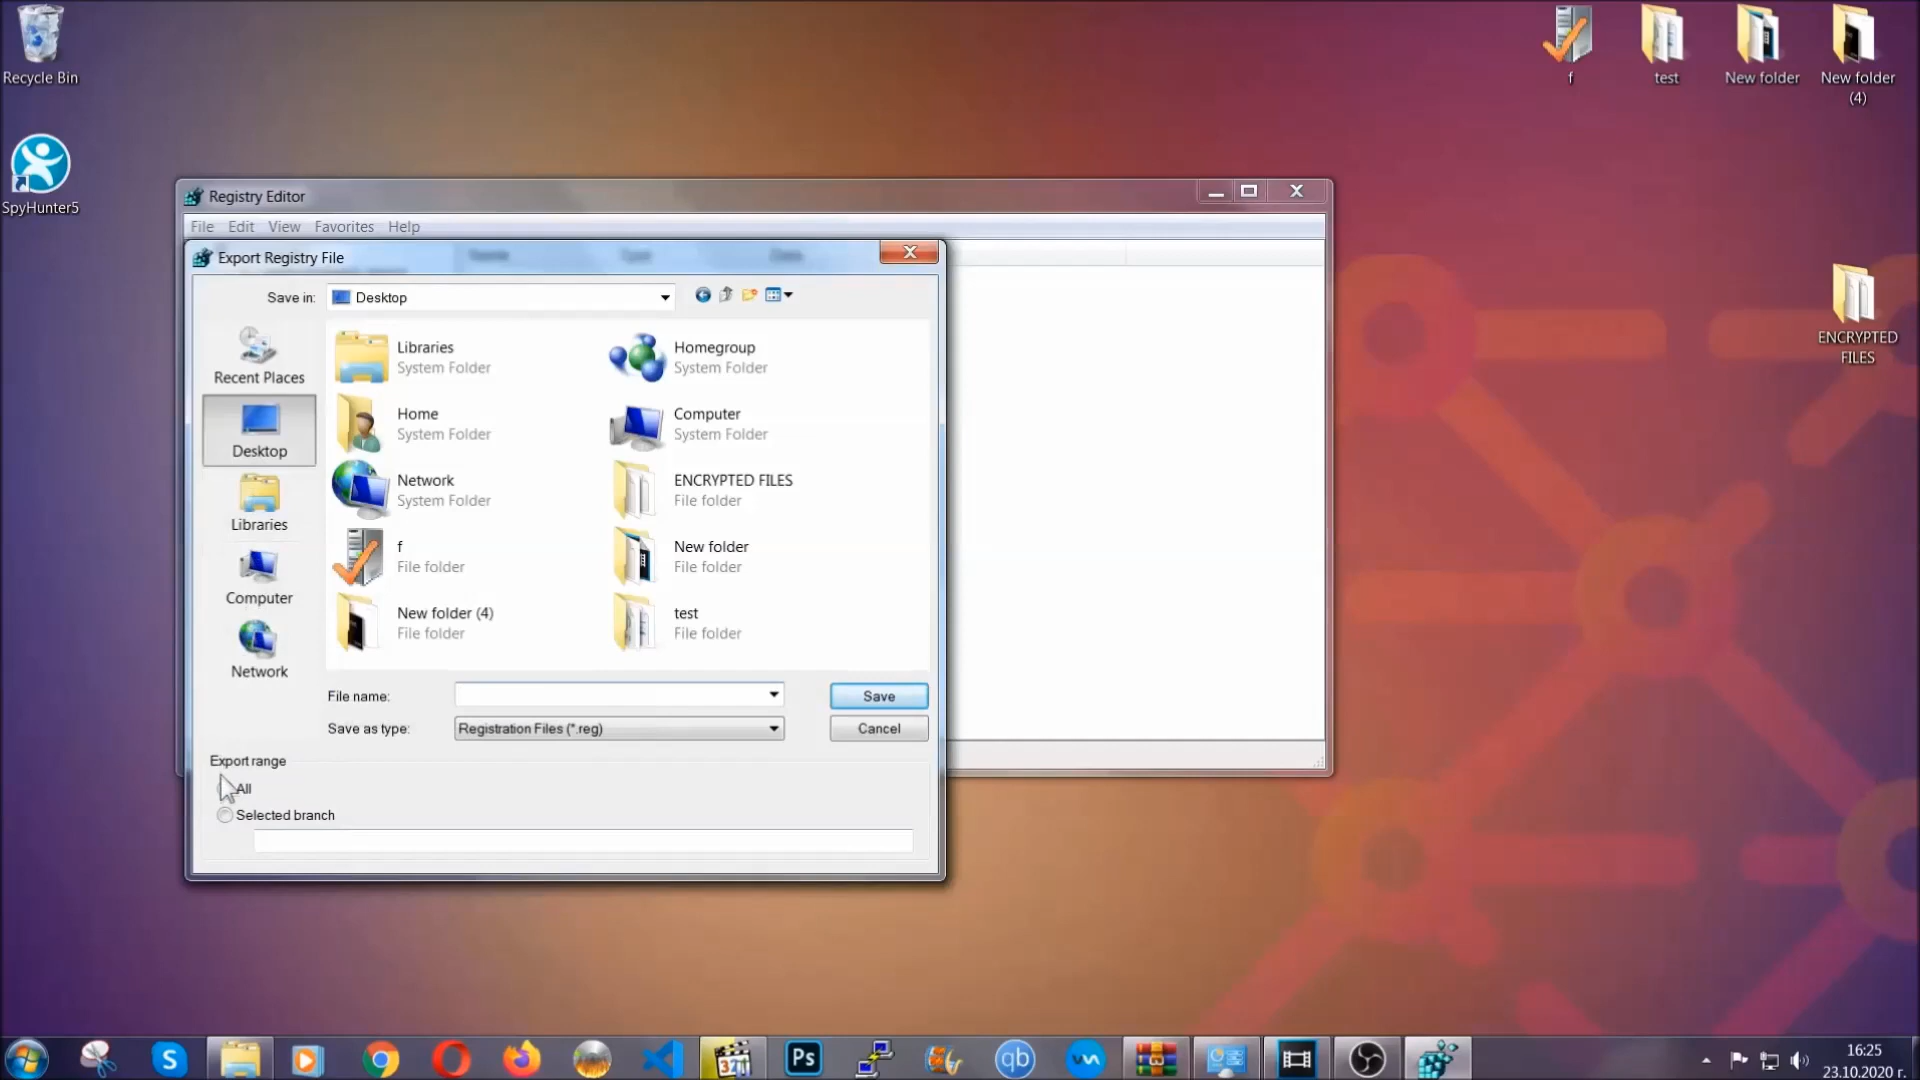 Recycle Bin
SpyHunter5
f
test
New folder
New folder
(4)
ENCRYPTED
FILES
Registry Editor
File Edit View Favorites Help
Export Registry File
Save in: Desktop
Recent Places
Desktop
Libraries
Computer
Network
Libraries
System Folder
Homegroup
System Folder
Home
System Folder
Computer
System Folder
Network
System Folder
ENCRYPTED FILES
File folder
f
File folder
New folder
File folder
New folder (4)
File folder
test
File folder
File name:
Save
Save as type: Registration Files (*.reg)
Cancel
Export range
All
Selected branch
S
321
Ps
qb
16:25
23.10.2020 г.